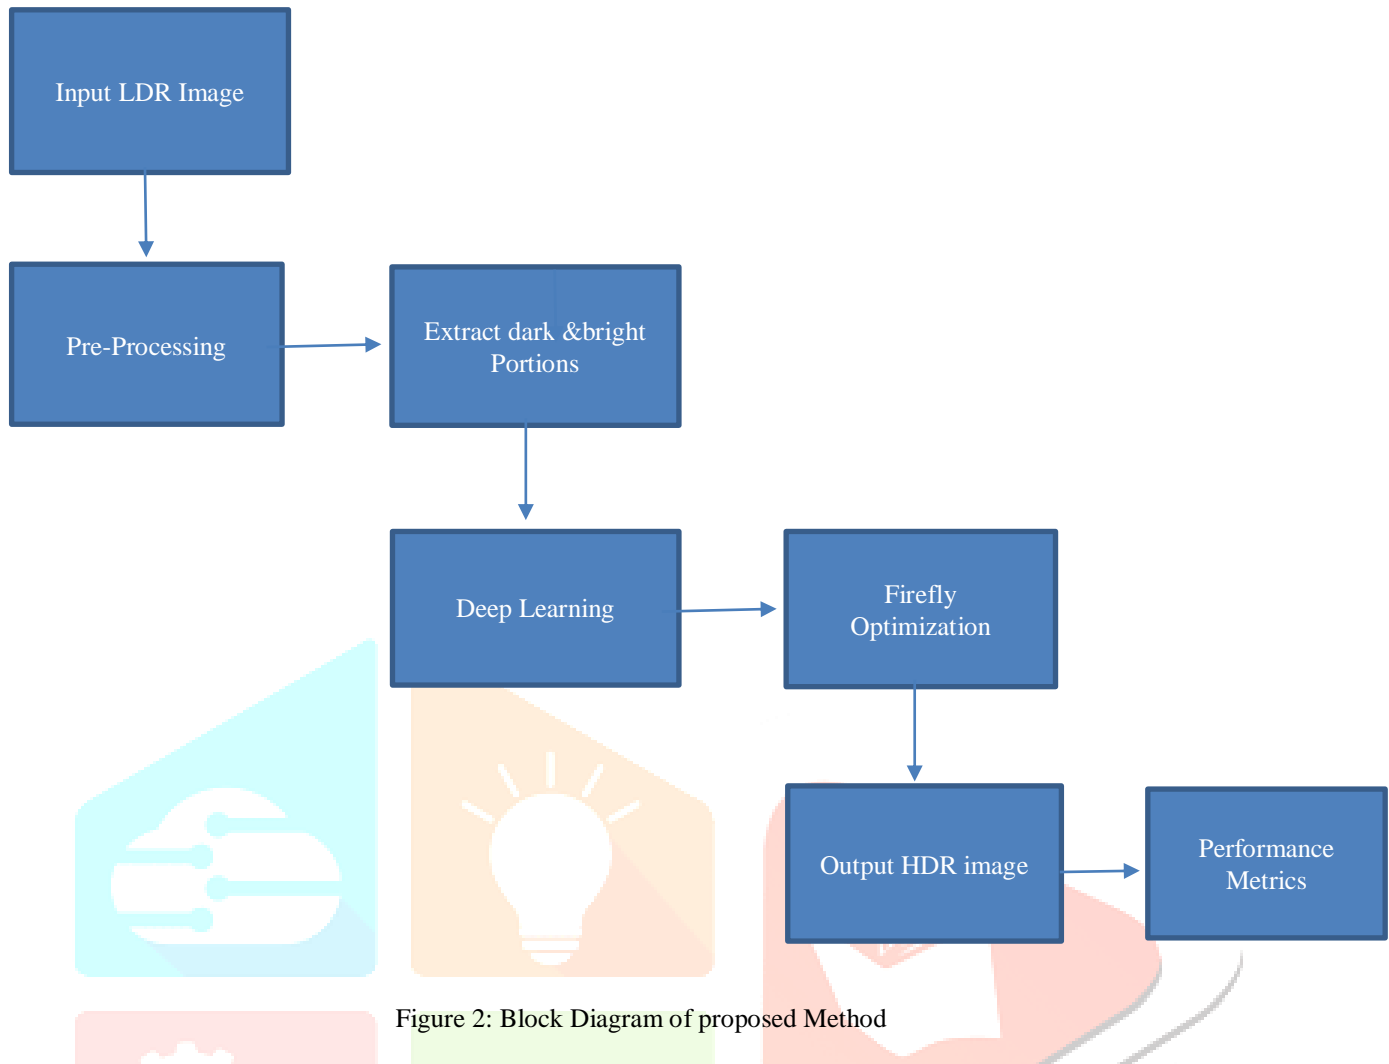 Input LDR Image
Pre-Processing
Extract dark &bright
Portions
Deep Learning
Firefly
Optimization
Output HDR image
Performance
Metrics
Figure 2: Block Diagram of proposed Method